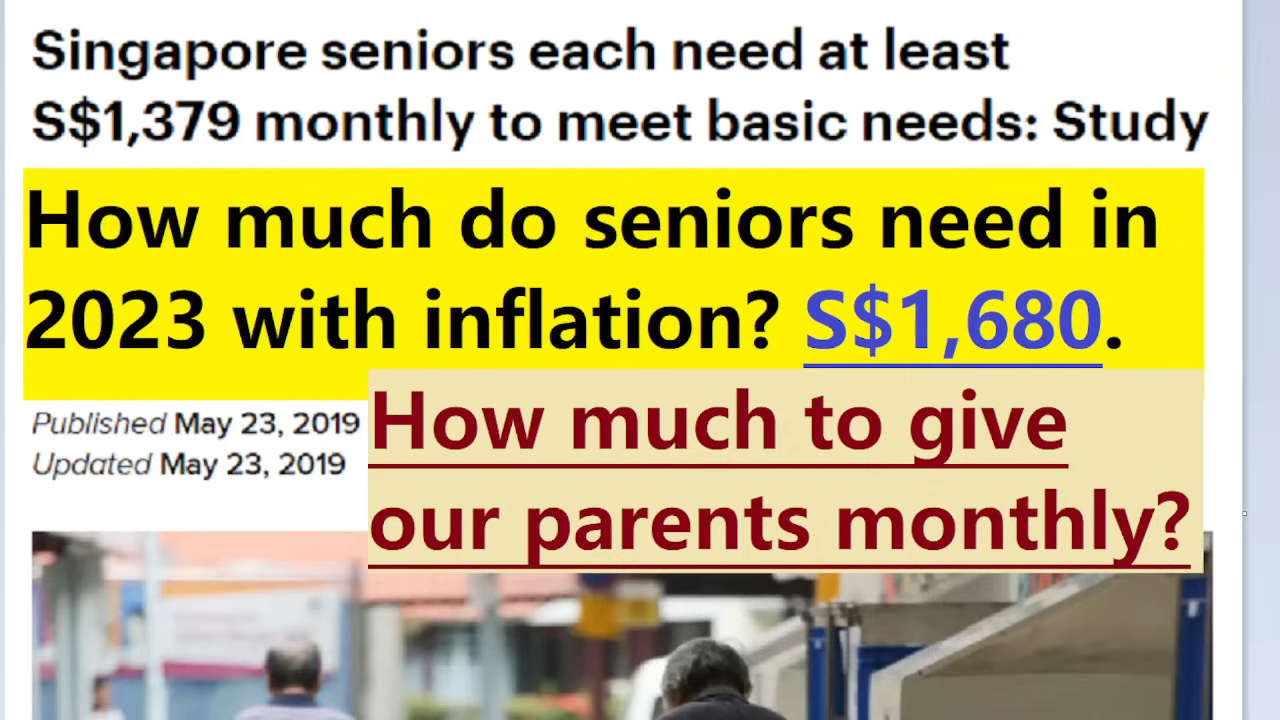 Singapore seniors each need at least
S$1,379 monthly to meet basic needs: Study
How much do seniors need in
2023 with inflation? S$1,680.
Published May 23, 2019
Updated May 23, 2019
How much to give
our parents monthly?